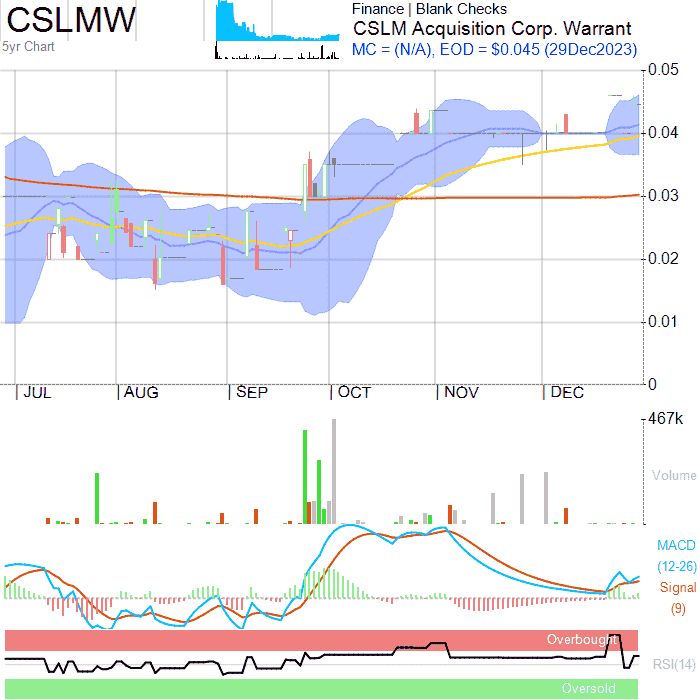 CSLMW
5yr Chart
Finance | Blank Checks
CSLM Acquisition Corp. Warrant
MC = (N/A), EOD = $0.045 (29Dec2023)
0.05
0.04
0.03
0.02
0.01
0
JUL AUG SEP OCT NOV DEC
467k
Volume
MACD
(12-26)
Signal
(9)
Overbought
RSI(14)
Oversold